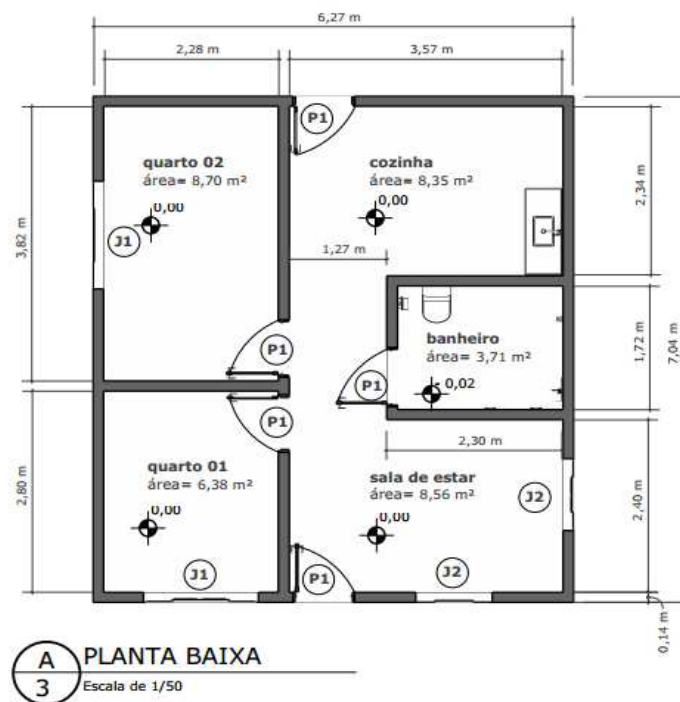 6,27 m
2,28 m
3,57 m
P1
quarto 02
área= 8,70 m²
0,00
cozinha
área= 8,35 m²
0,00
2,34 m
3,82 m
J1
1,27 m
banheiro
área= 3,71 m²
- 0,02
1,72 m
7,04 m
P1
P1
P1
2,30 m
quarto 01
área= 6,38 m²
0,00
sala de estar
área= 8,56 m²
0,00
J2
2,80 m
2,40 m
J1
P1
J2
0,14 m
A
3
PLANTA BAIXA
Escala de 1/50